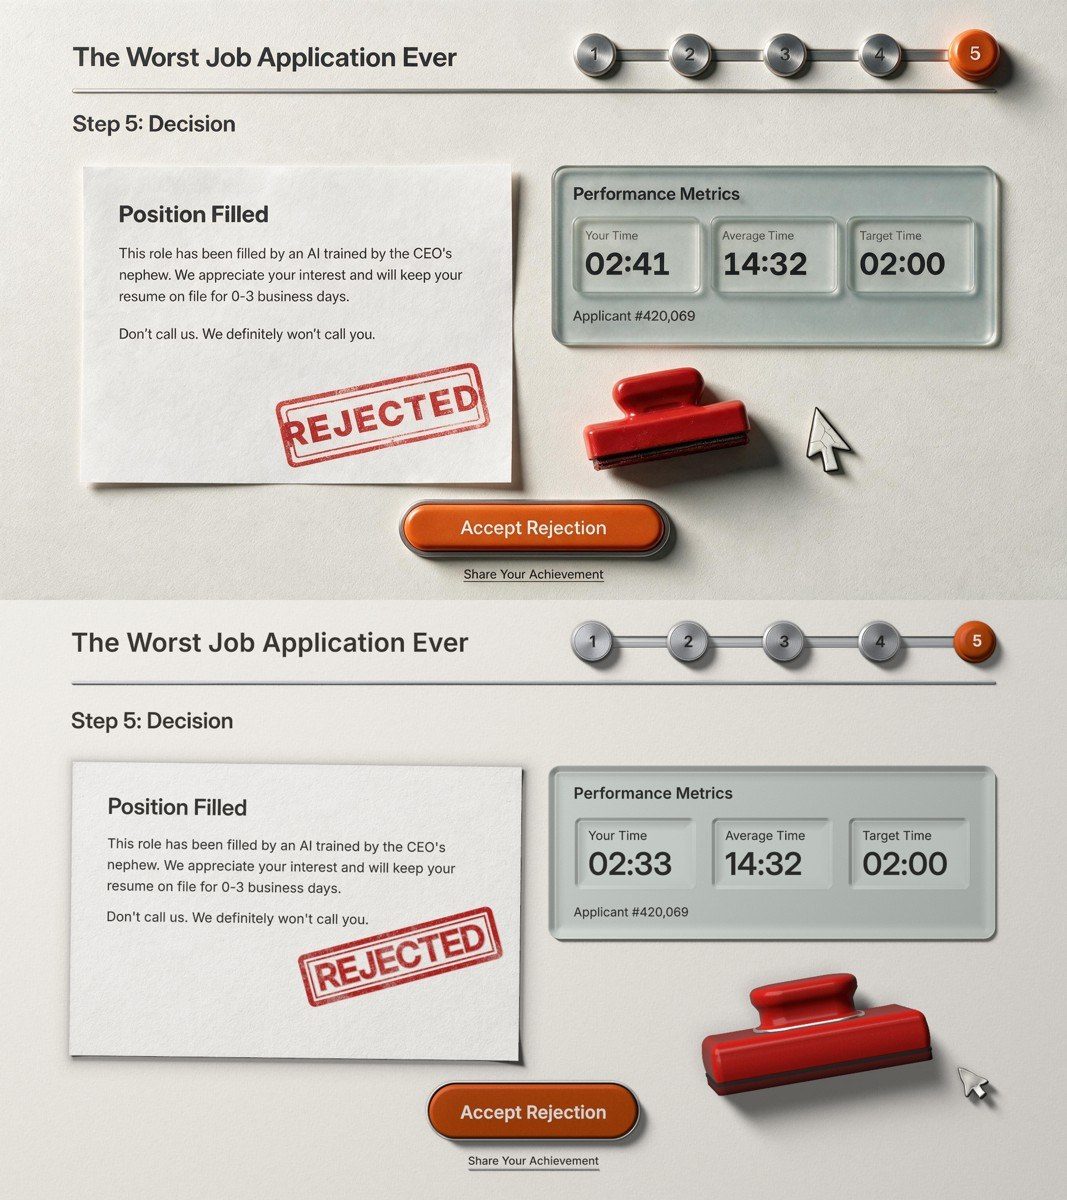 The Worst Job Application Ever
1 2 3 4 5
Step 5: Decision
Position Filled
This role has been filled by an AI trained by the CEO's
nephew. We appreciate your interest and will keep your
resume on file for 0-3 business days.
Don't call us. We definitely won't call you.
REJECTED
Performance Metrics
Your Time
02:41
Average Time
14:32
Target Time
02:00
Applicant #420,069
Accept Rejection
Share Your Achievement
The Worst Job Application Ever
1 2 3 4 5
Step 5: Decision
Position Filled
This role has been filled by an AI trained by the CEO's
nephew. We appreciate your interest and will keep your
resume on file for 0-3 business days.
Don't call us. We definitely won't call you.
REJECTED
Performance Metrics
Your Time
02:33
Average Time
14:32
Target Time
02:00
Applicant #420,069
Accept Rejection
Share Your Achievement